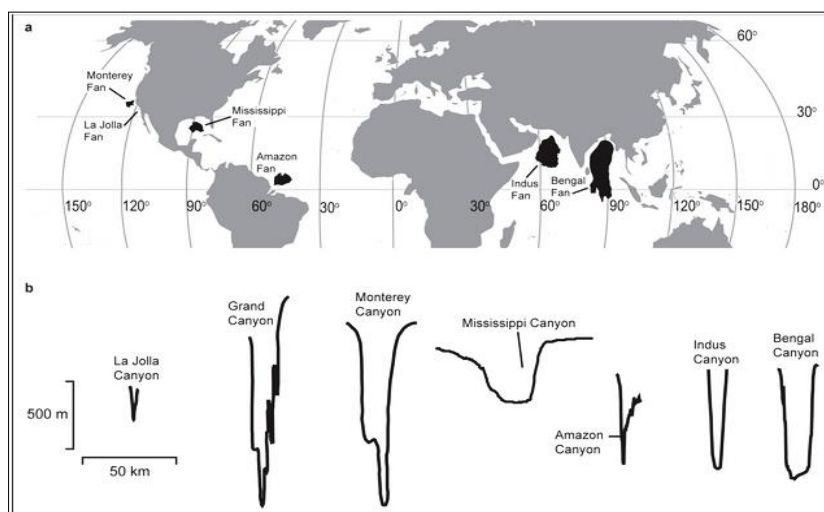 a
60°
Monterey
Fan
La Jolla
Fan
Mississippi
Fan
30°
Amazon
Fan
Indus
Fan
Bengal
Fan
0°
150° 120° 90° 60° 30° 0° 30° 60° 90° 120° 150° 180°
b
Grand
Canyon
Monterey
Canyon
Mississippi Canyon
La Jolla
Canyon
Indus
Canyon
Bengal
Canyon
500 m
Amazon
Canyon
50 km